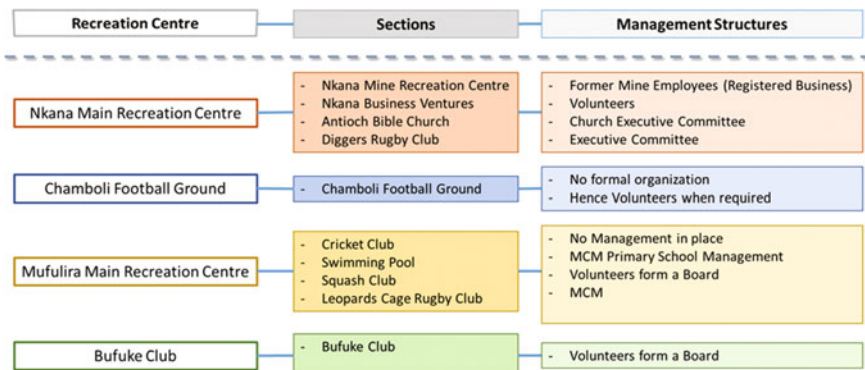 Recreation Centre
Sections
Management Structures
Nkana Main Recreation Centre
- Nkana Mine Recreation Centre
- Nkana Business Ventures
- Antioch Bible Church
- Diggers Rugby Club
- Former Mine Employees (Registered Business)
- Volunteers
- Church Executive Committee
- Executive Committee
Chamboli Football Ground
- Chamboli Football Ground
- No formal organization
- Hence Volunteers when required
Mufulira Main Recreation Centre
- Cricket Club
- Swimming Pool
- Squash Club
- Leopards Cage Rugby Club
- No Management in place
- MCM Primary School Management
- Volunteers form a Board
- MCM
Bufuke Club
- Bufuke Club
- Volunteers form a Board